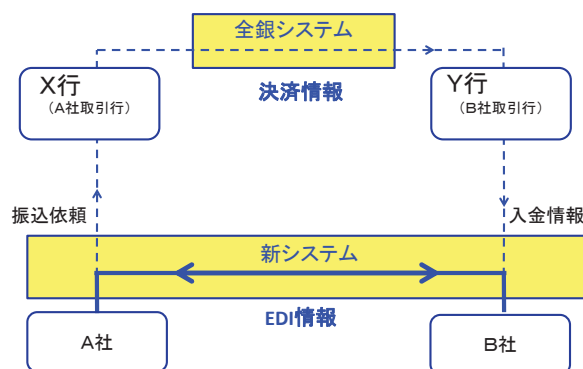 全銀システム
X行
（A社取引行）
決済情報
Y行
（B社取引行）
振込依頼
入金情報
新システム
EDI情報
A社
B社